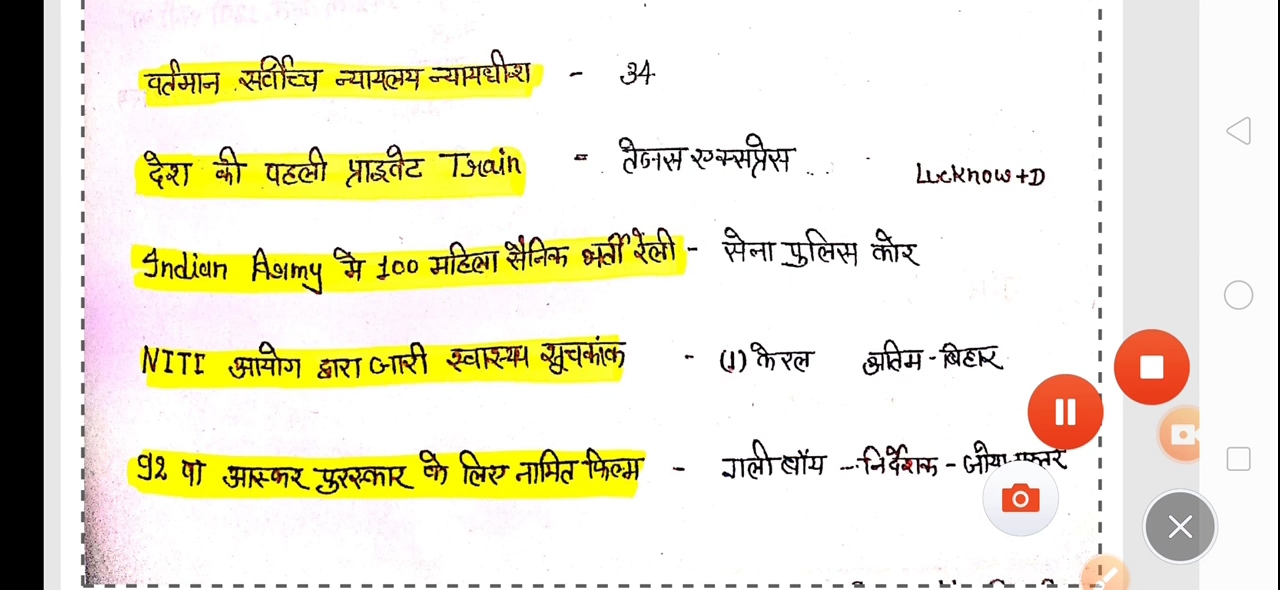 वर्तमान सर्वोच्च न्यायलय न्यायधीश - 34
देश की पहली प्राइवेट Train = तेजस एक्सप्रेस .. Lucknow+D
Indian Army मे 100 महिला सैनिक भर्ती रैली - सेना पुलिस कोर
NITI आयोग द्वारा जारी स्वास्थ्य सूचकांक - (1) केरल अतिम - बिहार
92 वा आस्कर पुरस्कार के लिए नामित फिल्म - गली बॉय - निर्देशक - जोया